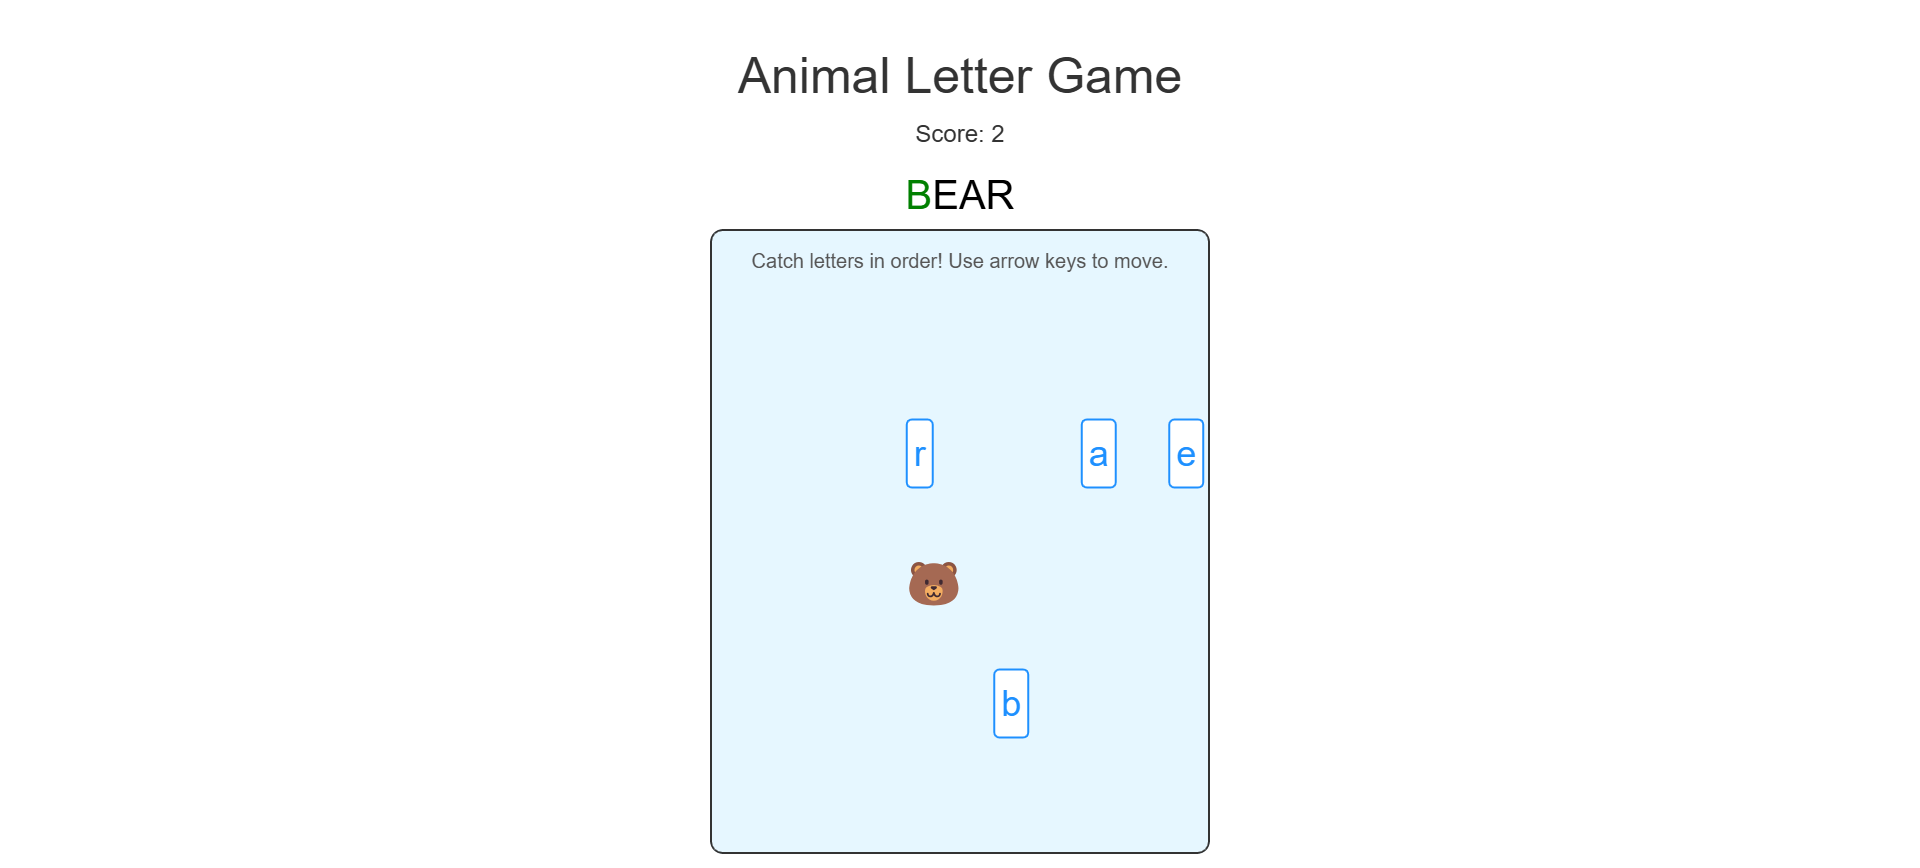 Animal Letter Game
Score: 2
BEAR
Catch letters in order! Use arrow keys to move.
r a e
b